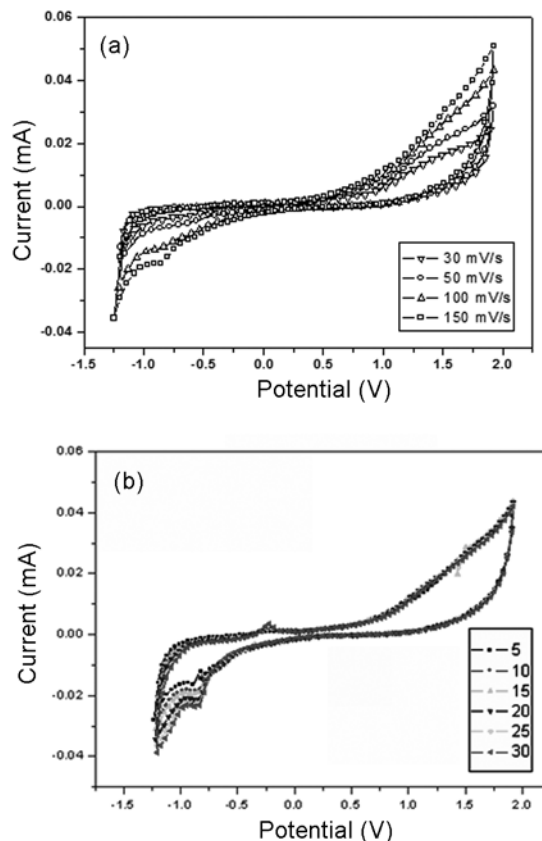 (a)
0.06
0.04
0.02
0.00
-0.02
-0.04
Current (mA)
30 mV/s
50 mV/s
100 mV/s
150 mV/s
-1.5 -1.0 -0.5 0.0 0.5 1.0 1.5 2.0
Potential (V)
(b)
0.06
0.04
0.02
0.00
-0.02
-0.04
Current (mA)
5
10
15
20
25
30
-1.5 -1.0 -0.5 0.0 0.5 1.0 1.5 2.0
Potential (V)